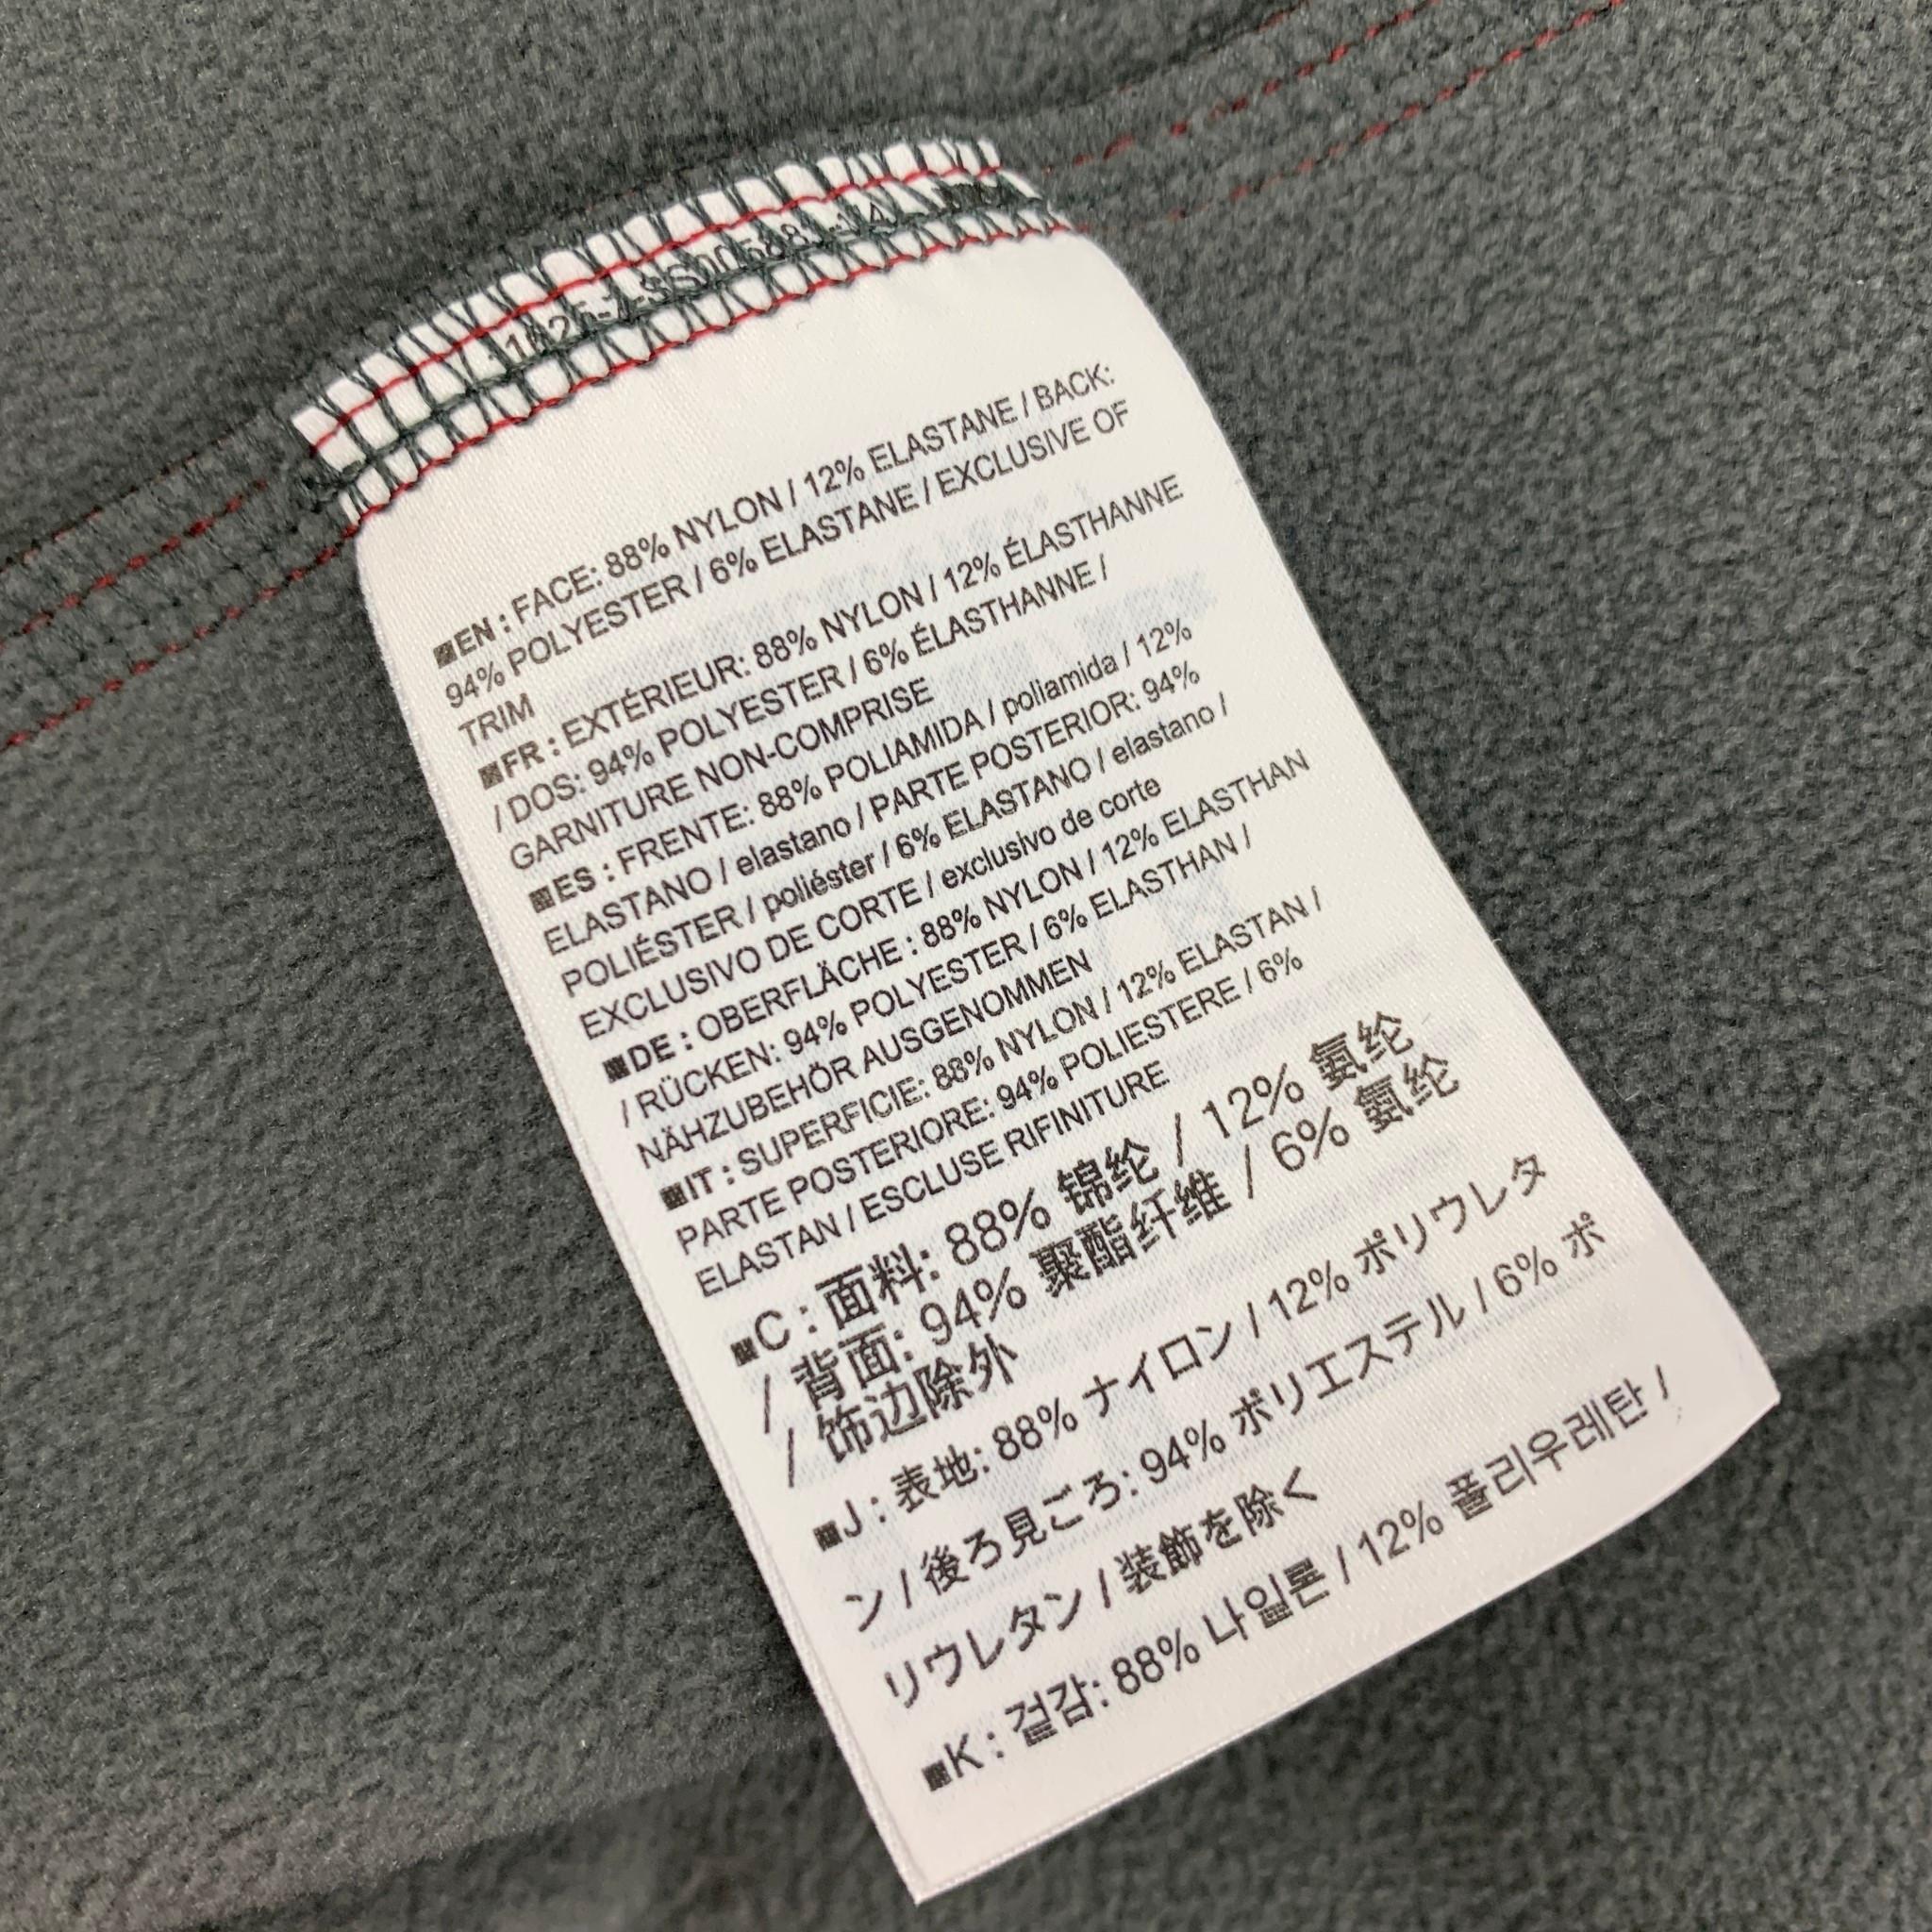 ■EN : FACE: 88% NYLON / 12% ELASTANE / BACK:
94% POLYESTER / 6% ELASTANE / EXCLUSIVE OF
TRIM
■FR : EXTÉRIEUR: 88% NYLON / 12% ÉLASTHANNE
/ DOS: 94% POLYESTER / 6% ÉLASTHANNE /
GARNITURE NON-COMPRISE
■ES : FRENTE: 88% POLIAMIDA / poliamida / 12%
ELASTANO / elastano / PARTE POSTERIOR: 94%
POLIÉSTER / poliéster / 6% ELASTANO / elastano /
EXCLUSIVO DE CORTE / exclusivo de corte
■DE : OBERFLÄCHE : 88% NYLON / 12% ELASTHAN
/ RÜCKEN: 94% POLYESTER / 6% ELASTHAN /
NÄHZUBEHÖR AUSGENOMMEN
■IT : SUPERFICIE: 88% NYLON / 12% ELASTAN /
PARTE POSTERIORE: 94% POLIESTERE / 6%
ELASTAN / ESCLUSE RIFINITURE
■C : 面料: 88% 锦纶 / 12% 氨纶
/ 背面: 94% 聚酯纤维 / 6% 氨纶
/ 饰边除外
■J : 表地: 88% ナイロン / 12% ポリウレタ
ン / 後ろ見ごろ: 94% ポリエステル / 6% ポ
リウレタン / 装飾を除く
■K : 겉감: 88% 나일론 / 12% 폴리우레탄 /